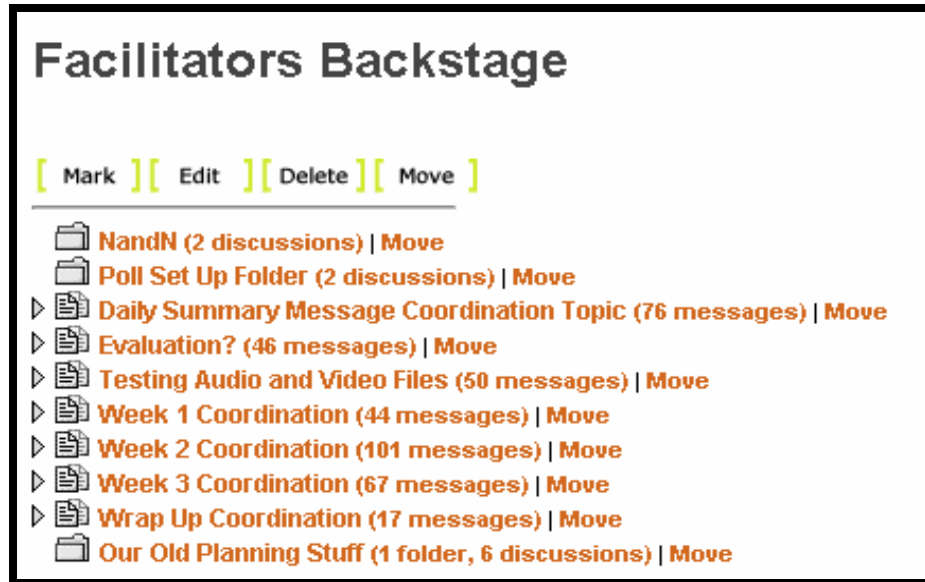 Facilitators Backstage
[ Mark ][ Edit ][ Delete ][ Move ]
NandN (2 discussions) | Move
Poll Set Up Folder (2 discussions) | Move
Daily Summary Message Coordination Topic (76 messages) | Move
Evaluation? (46 messages) | Move
Testing Audio and Video Files (50 messages) | Move
Week 1 Coordination (44 messages) | Move
Week 2 Coordination (101 messages) | Move
Week 3 Coordination (67 messages) | Move
Wrap Up Coordination (17 messages) | Move
Our Old Planning Stuff (1 folder, 6 discussions) | Move